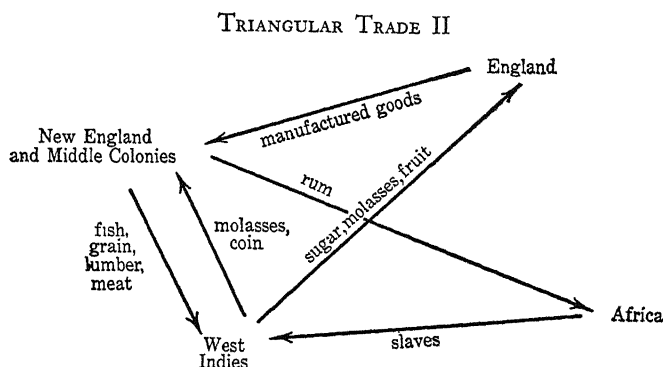 TRIANGULAR TRADE II
England
manufactured goods
New England
and Middle Colonies
rum
sugar, molasses, fruit
fish,
grain,
lumber,
meat
molasses,
coin
Africa
slaves
West
Indies